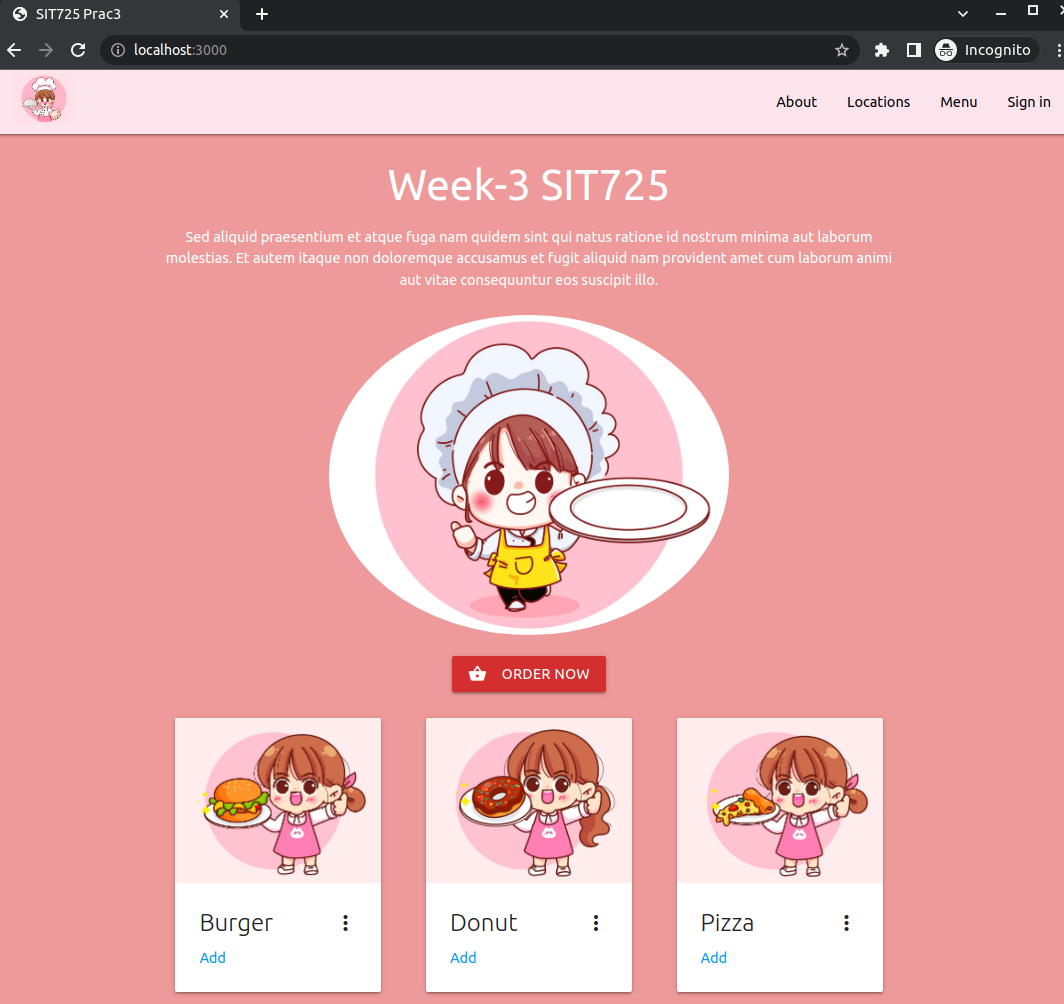 SIT725 Prac3
localhost:3000
Incognito
About Locations Menu Sign in
Week-3 SIT725
Sed aliquid praesentium et atque fuga nam quidem sint qui natus ratione id nostrum minima aut laborum
molestias. Et autem itaque non doloremque accusamus et fugit aliquid nam provident amet cum laborum animi
aut vitae consequuntur eos suscipit illo.
ORDER NOW
Burger
Add
Donut
Add
Pizza
Add